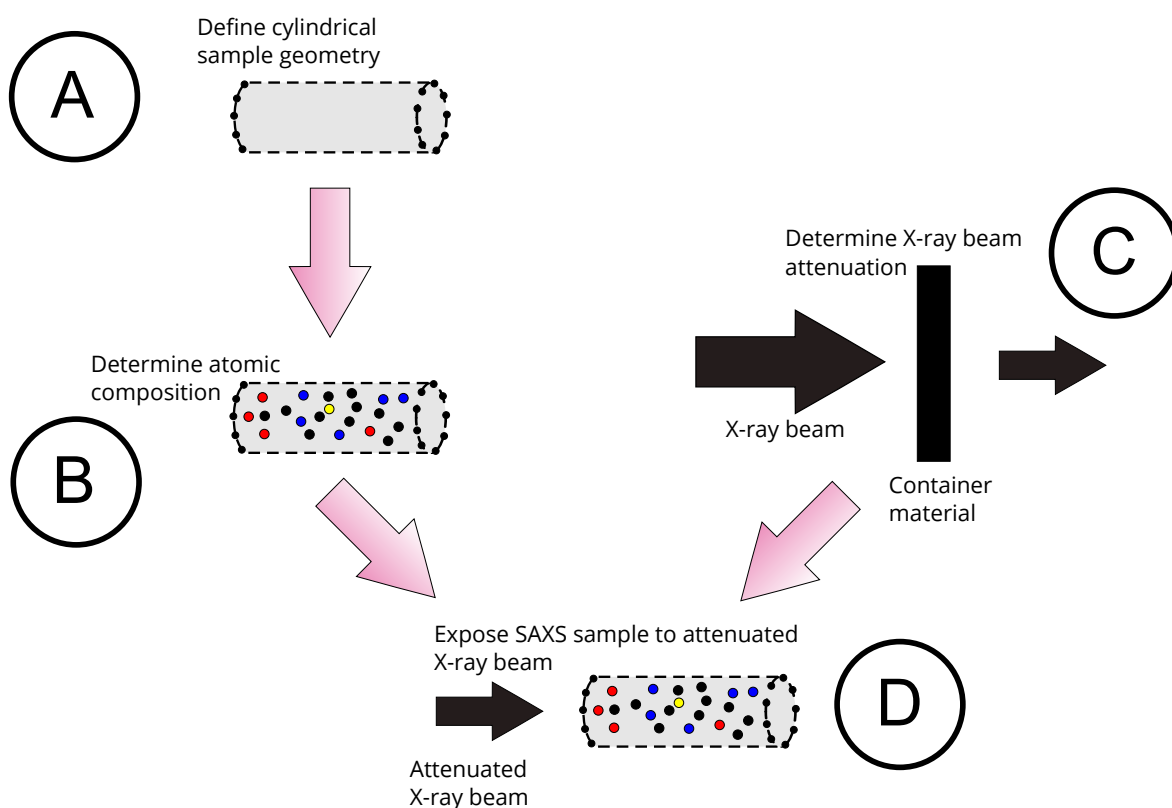 Define cylindrical
sample geometry
A
Determine X-ray beam
attenuation
C
Determine atomic
composition
B
X-ray beam
Container
material
Expose SAXS sample to attenuated
X-ray beam
D
Attenuated
X-ray beam